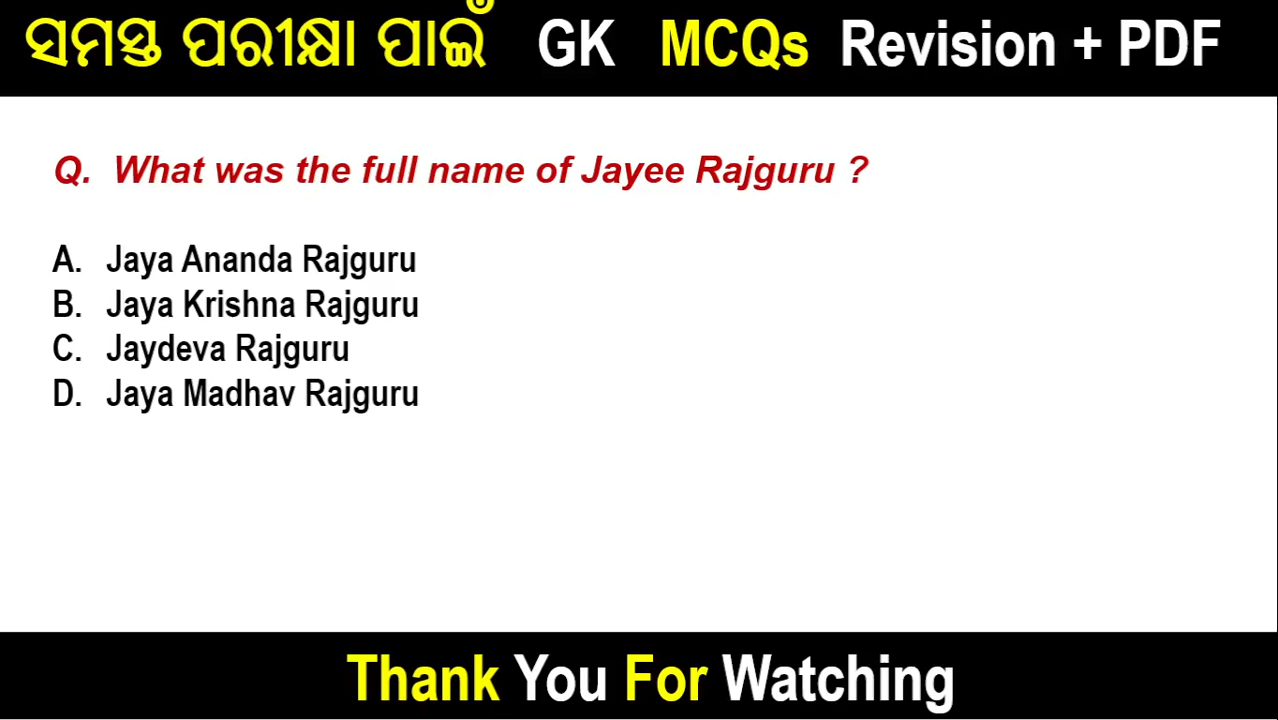 ସମସ୍ତ ପରୀକ୍ଷା ପାଇଁ GK MCQs Revision + PDF
Q. What was the full name of Jayee Rajguru ?
A. Jaya Ananda Rajguru
B. Jaya Krishna Rajguru
C. Jaydeva Rajguru
D. Jaya Madhav Rajguru
Thank You For Watching